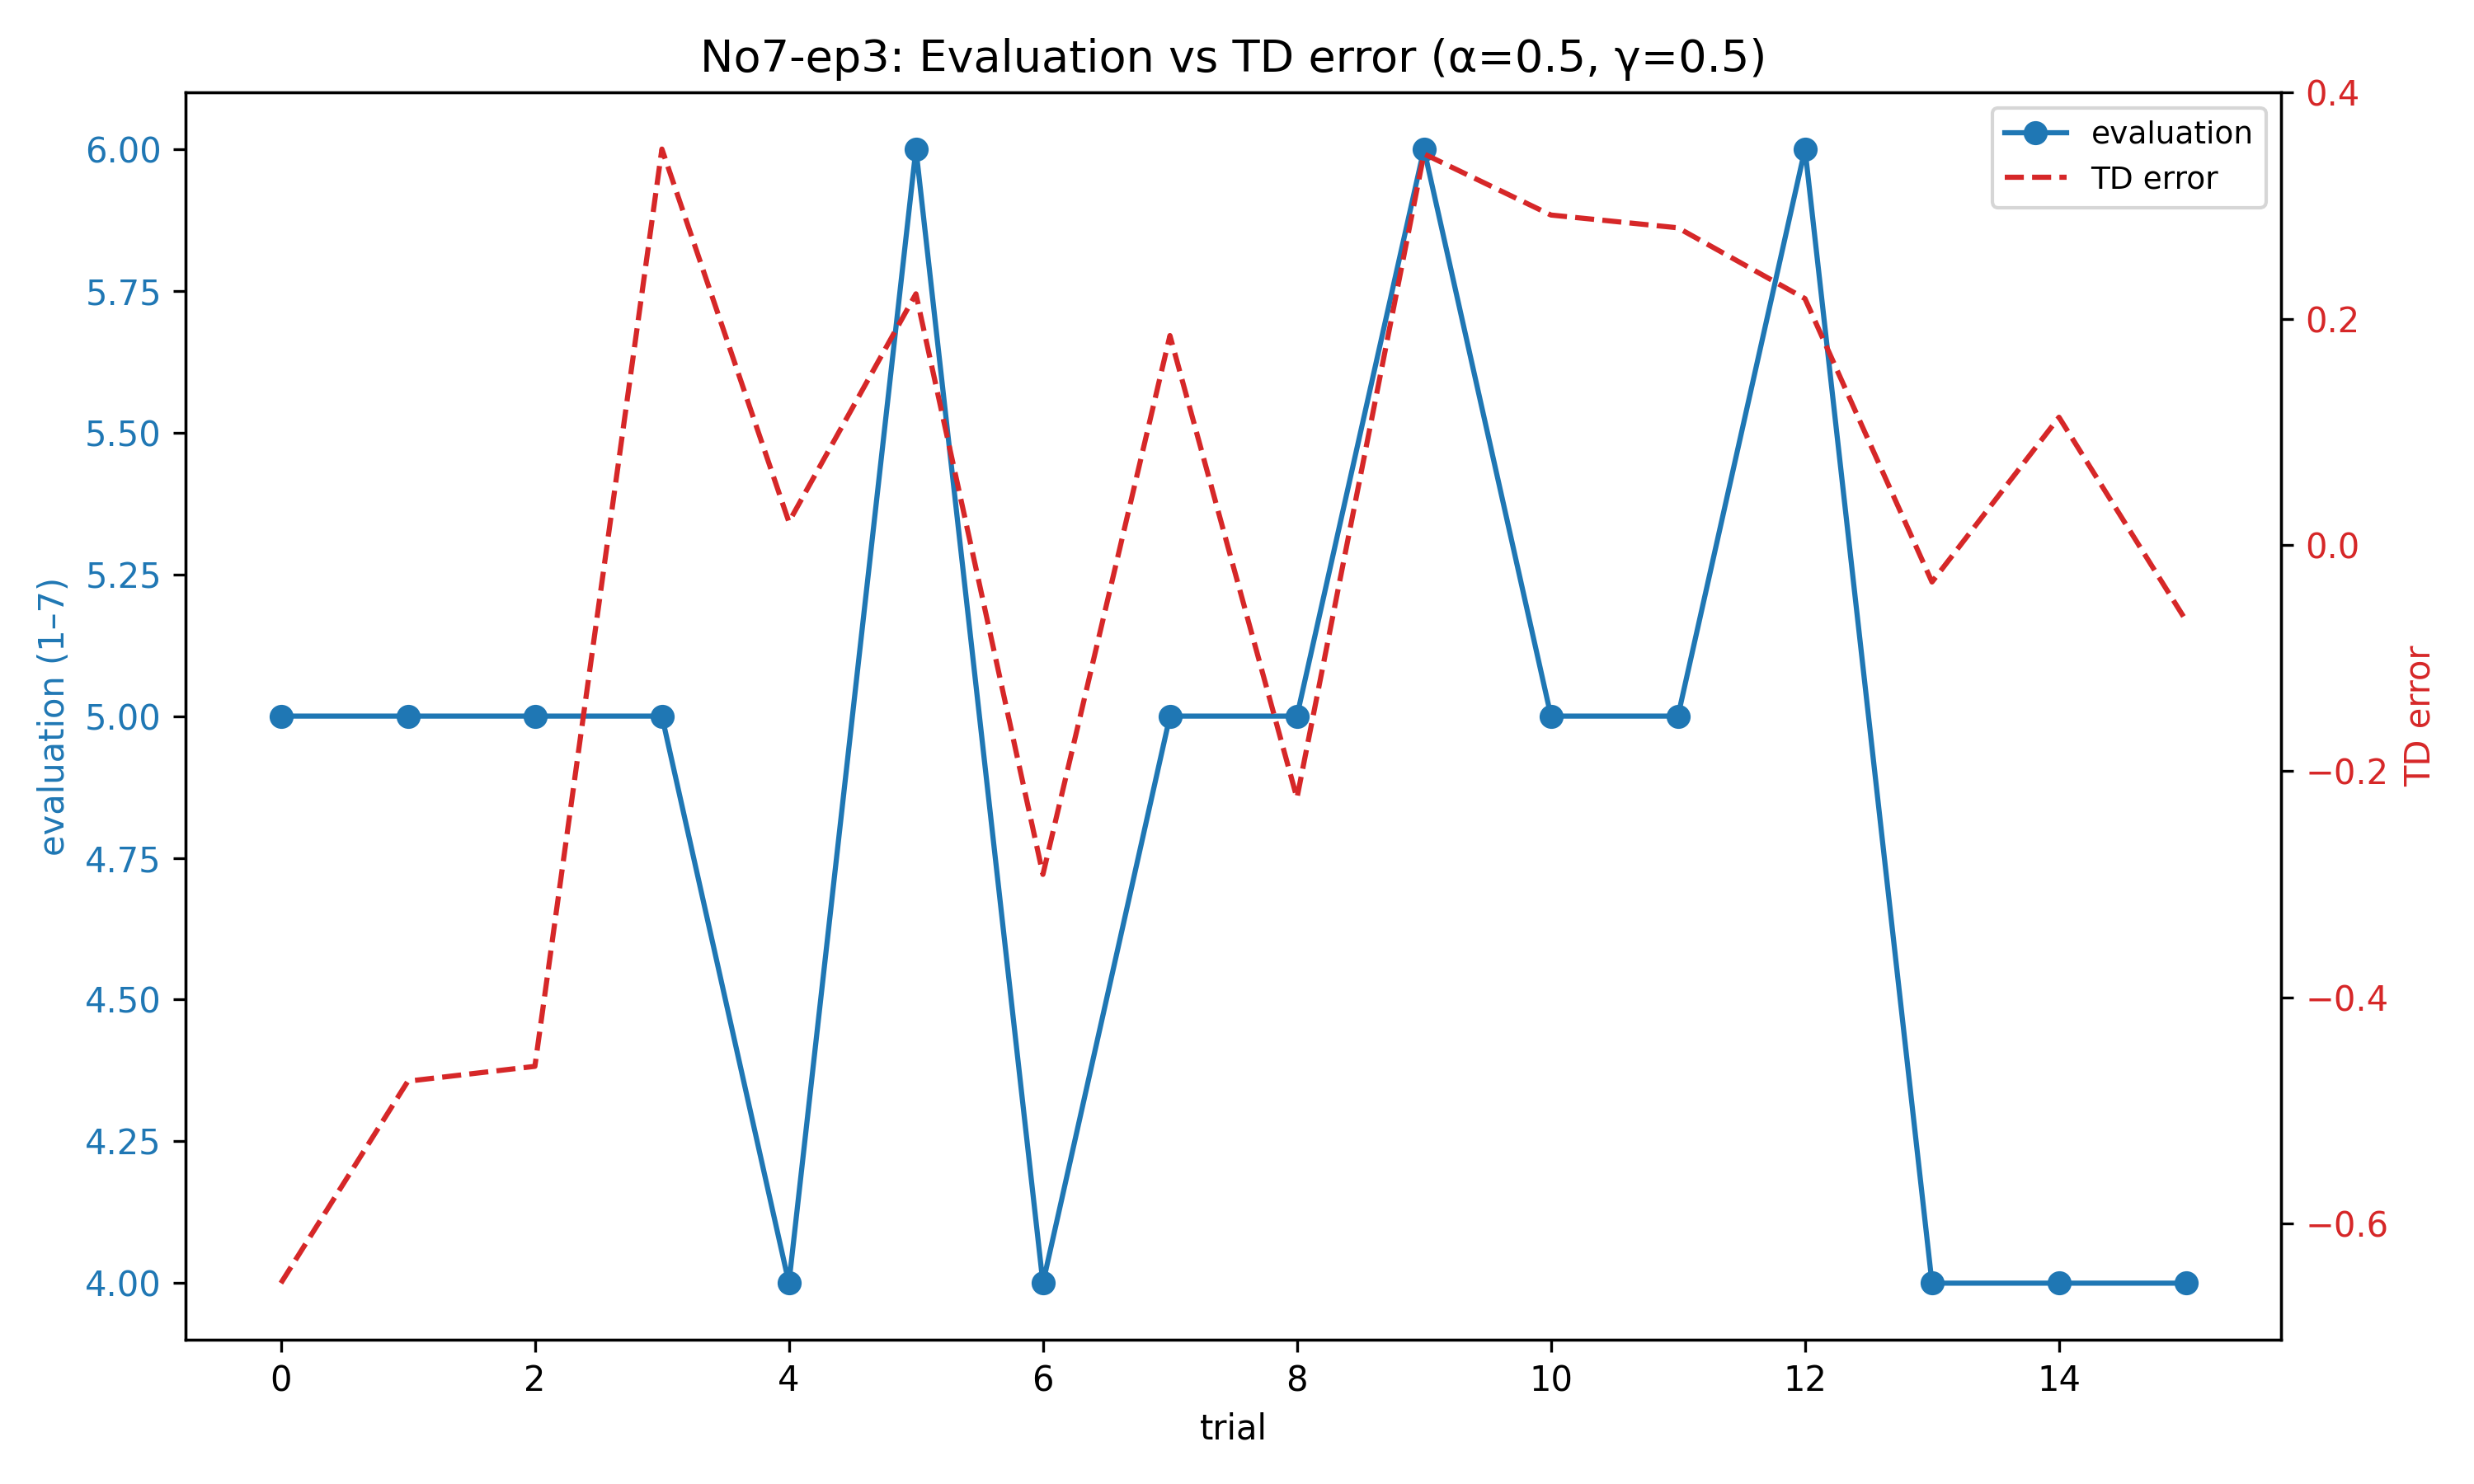 No7-ep3: Evaluation vs TD error (α=0.5, γ=0.5)
evaluation
TD error
6.00
5.75
5.50
5.25
5.00
4.75
4.50
4.25
4.00
evaluation (1–7)
0.4
0.2
0.0
−0.2
−0.4
−0.6
TD error
0 2 4 6 8 10 12 14
trial